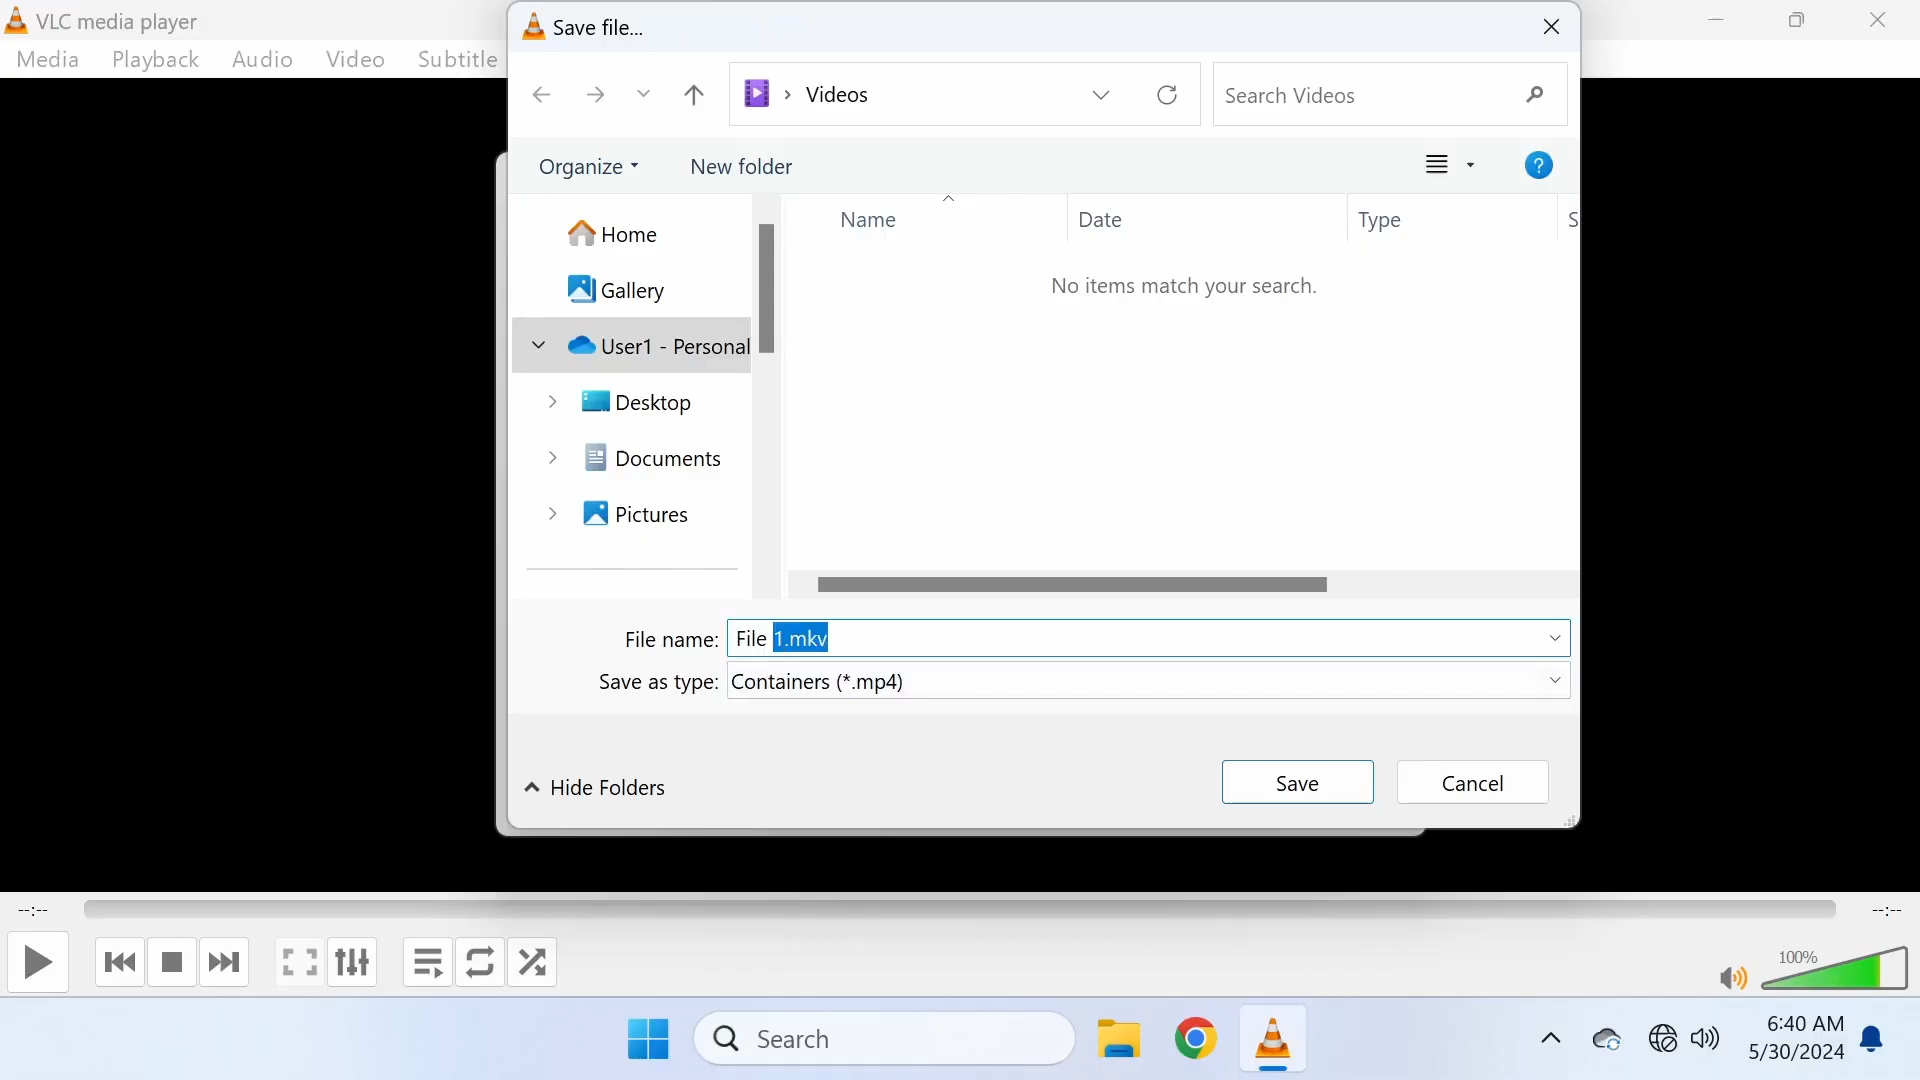 VLC media player
Media Playback Audio Video Subtitle
Save file...
Videos
Search Videos
Organize
New folder
?
Name Date Type S
No items match your search.
Home
Gallery
User1 - Personal
Desktop
Documents
Pictures
File name: File 1.mkv
Save as type: Containers (*.mp4)
Hide Folders
Save
Cancel
--:--
--:--
100%
Search
6:40 AM
5/30/2024